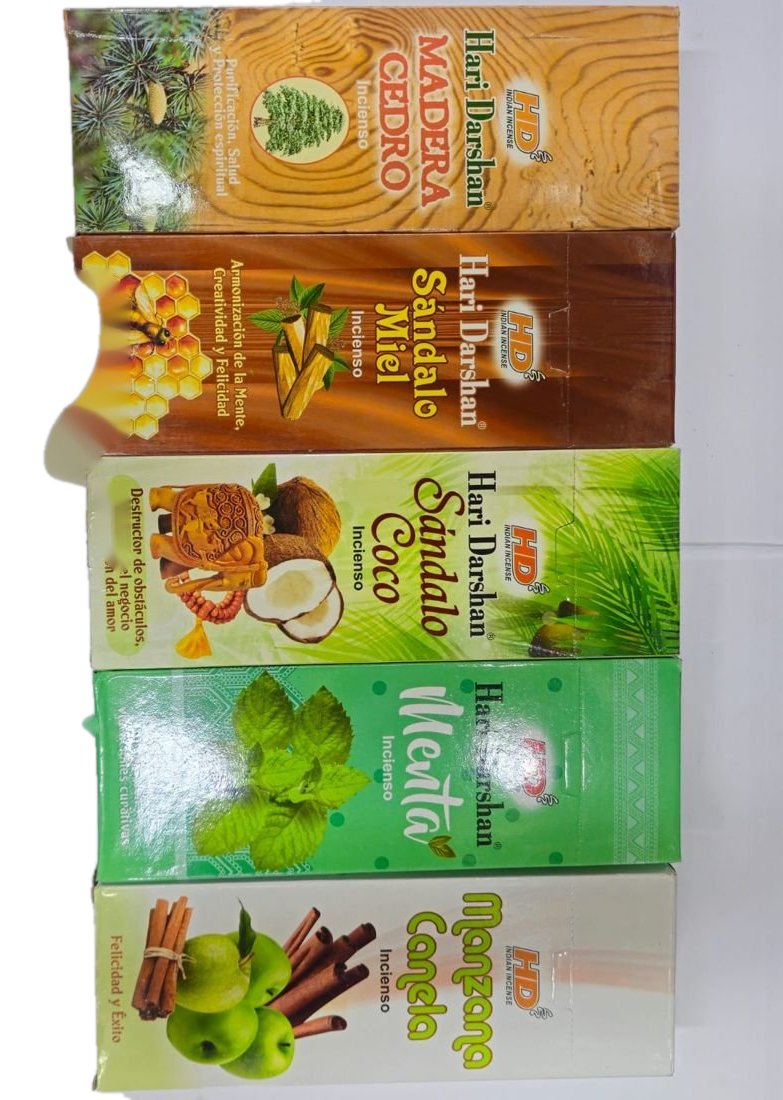 HD
INDIAN INCENSE
Hari Darshan®
MADERA
CEDRO
Incienso
Purificación, Salud
y Protección espiritual
HD
INDIAN INCENSE
Hari Darshan®
Sándalo
Miel
Incienso
Armonización de la Mente,
Creatividad y Felicidad
HD
INDIAN INCENSE
Hari Darshan®
Sándalo
Coco
Incienso
Destructor de obstáculos,
el negocio
del amor
HD
Hari Darshan®
Menta
Incienso
curativas
HD
INDIAN INCENSE
Manzana
Canela
Incienso
Felicidad y Éxito